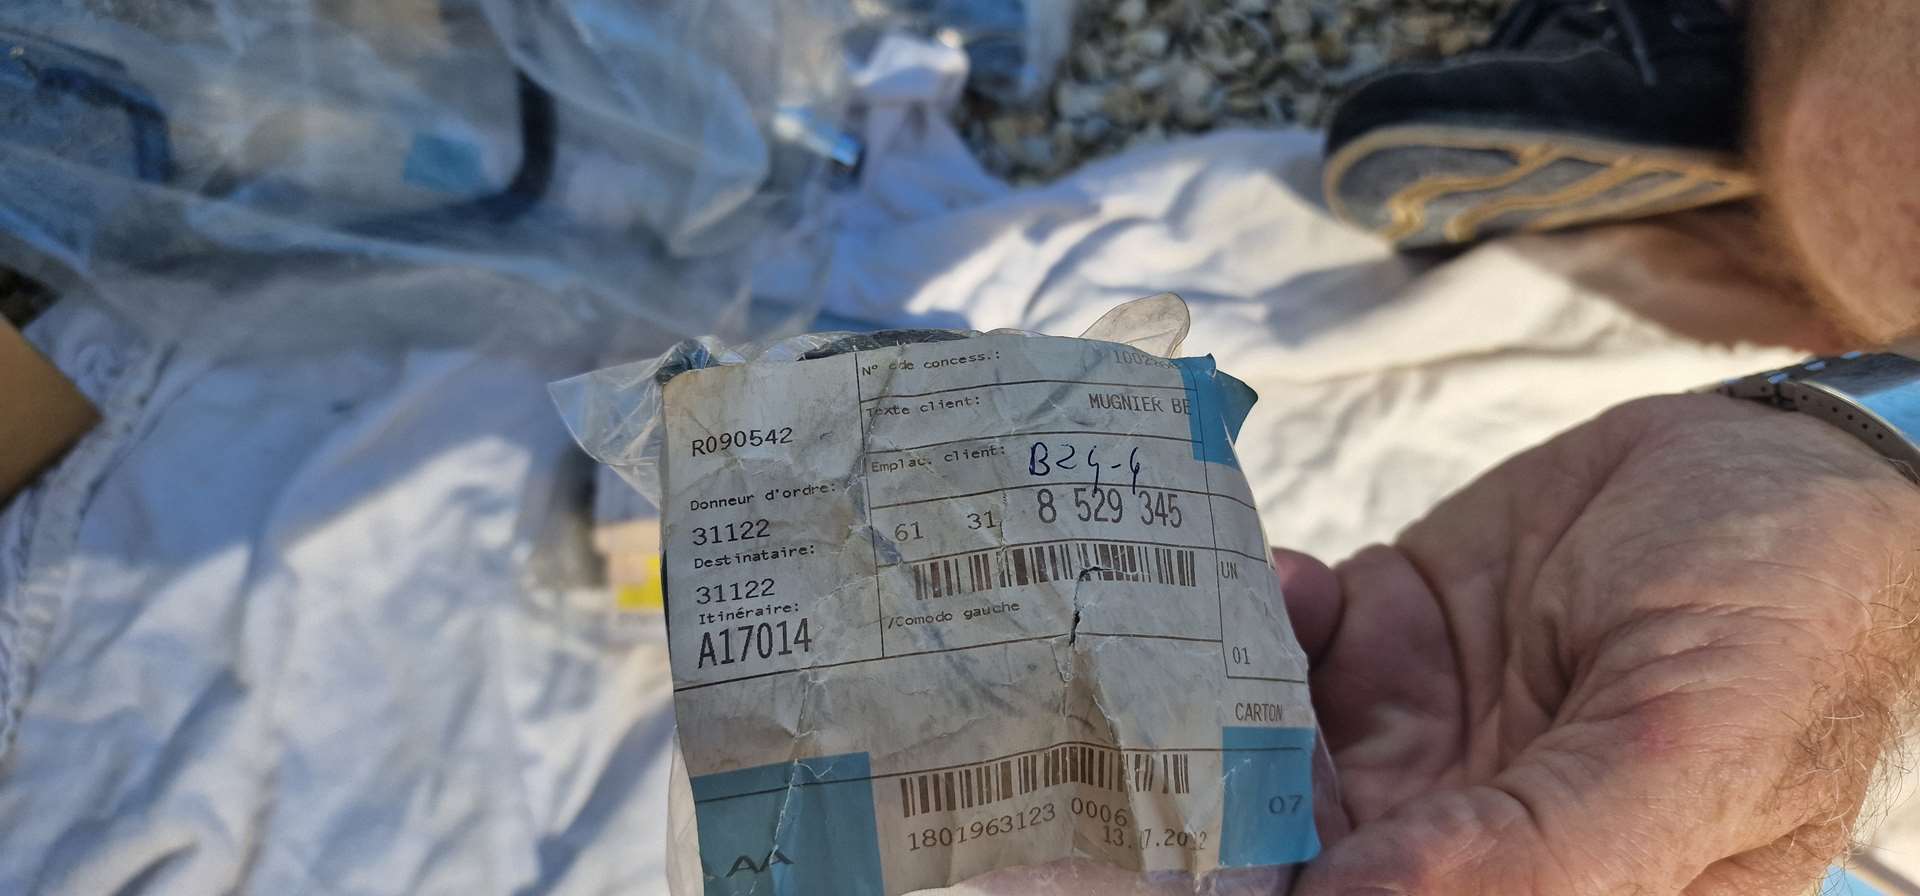 N° cde concess.:
Texte client: MUGNIER BE
R090542
Emplac. client: B24-4
Donneur d'ordre:
31122
61 31 8 529 345
Destinataire:
31122
UN
Itinéraire:
A17014
/Comodo gauche
01
CARTON
07
1801963123 0006
AA